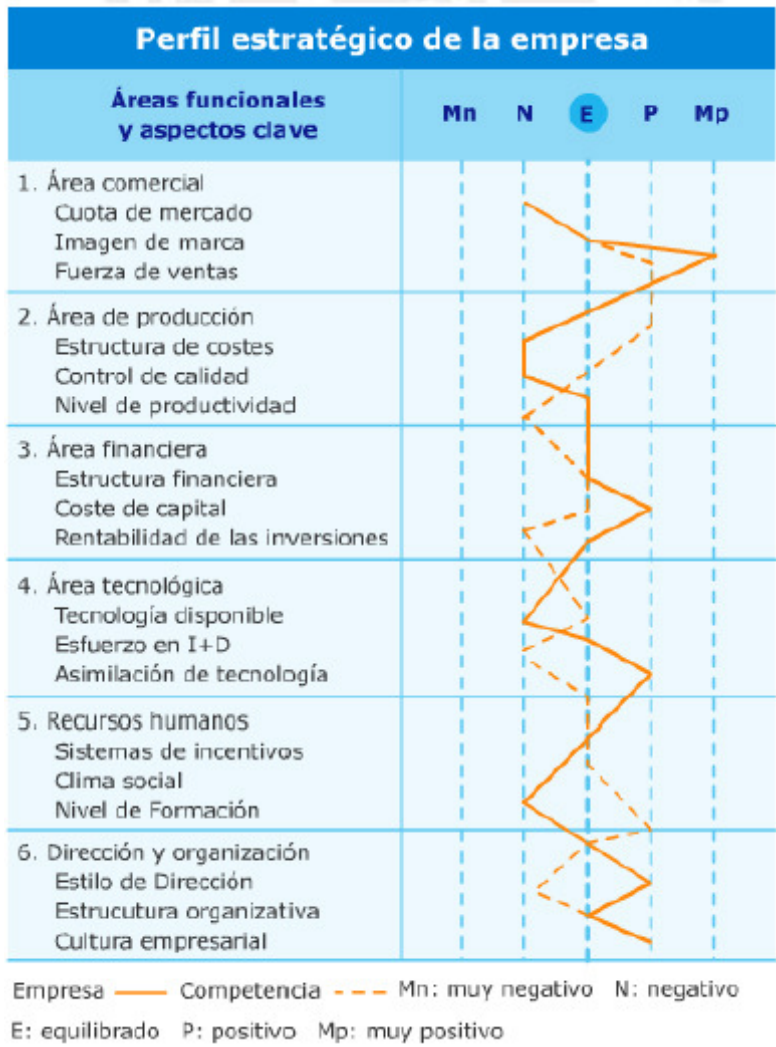 Perfil estratégico de la empresa
Áreas funcionales
y aspectos clave
Mn N E P Mp
1. Área comercial
Cuota de mercado
Imagen de marca
Fuerza de ventas
2. Área de producción
Estructura de costes
Control de calidad
Nivel de productividad
3. Área financiera
Estructura financiera
Coste de capital
Rentabilidad de las inversiones
4. Área tecnológica
Tecnología disponible
Esfuerzo en I+D
Asimilación de tecnología
5. Recursos humanos
Sistemas de incentivos
Clima social
Nivel de Formación
6. Dirección y organización
Estilo de Dirección
Estrucutura organizativa
Cultura empresarial
Empresa Competencia Mn: muy negativo N: negativo
E: equilibrado P: positivo Mp: muy positivo